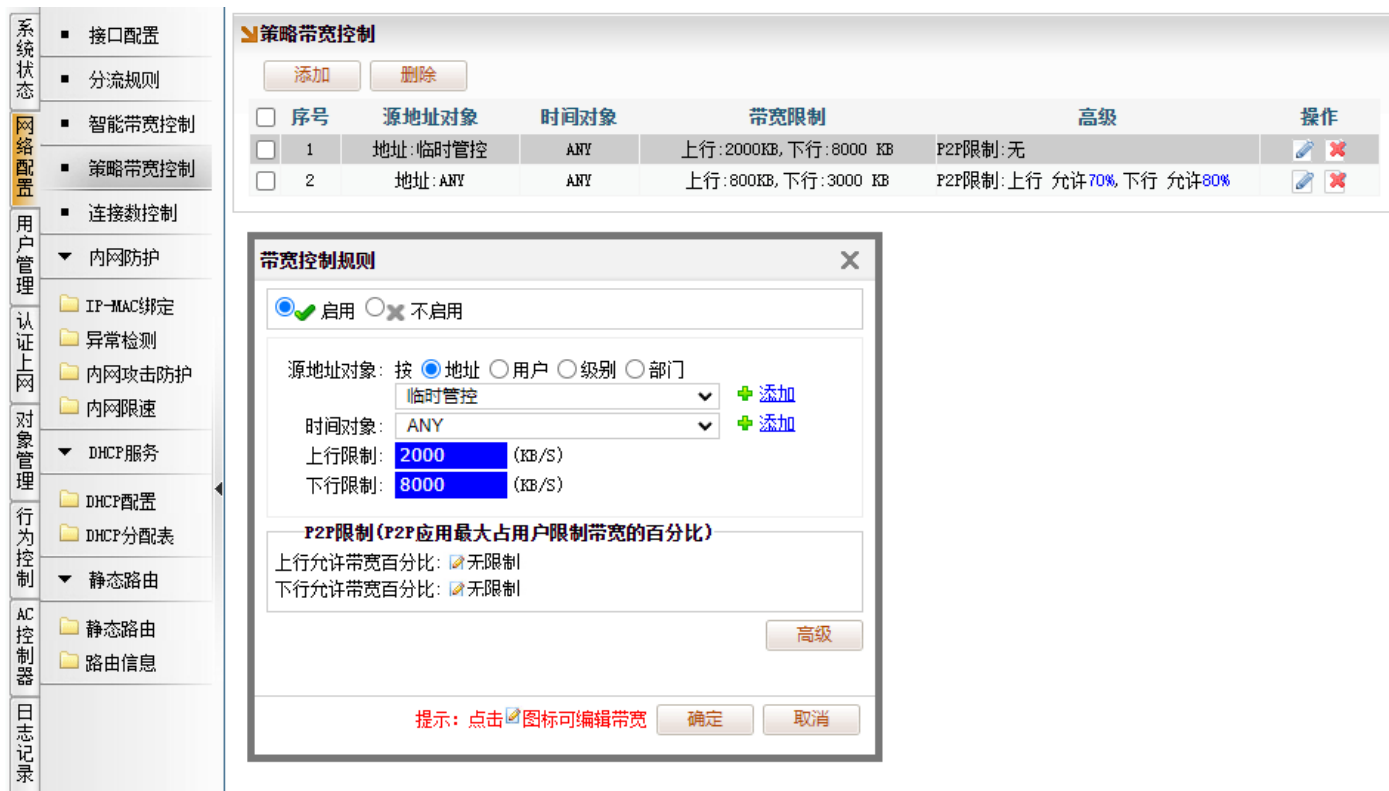 系统状态
网络配置
用户管理
认证上网
对象管理
行为控制
AC控制器
日志记录
接口配置
分流规则
智能带宽控制
策略带宽控制
连接数控制
内网防护
IP-MAC绑定
异常检测
内网攻击防护
内网限速
DHCP服务
DHCP配置
DHCP分配表
静态路由
静态路由
路由信息
策略带宽控制
添加 删除
序号 源地址对象 时间对象 带宽限制 高级 操作
1 地址:临时管控 ANY 上行:2000KB,下行:8000 KB P2P限制:无
2 地址:ANY ANY 上行:800KB,下行:3000 KB P2P限制:上行 允许70%,下行 允许80%
带宽控制规则
启用 不启用
源地址对象: 按 地址 用户 级别 部门
临时管控 添加
时间对象: ANY 添加
上行限制: 2000 (KB/S)
下行限制: 8000 (KB/S)
P2P限制(P2P应用最大占用户限制带宽的百分比)
上行允许带宽百分比: 无限制
下行允许带宽百分比: 无限制
高级
提示: 点击图标可编辑带宽 确定 取消